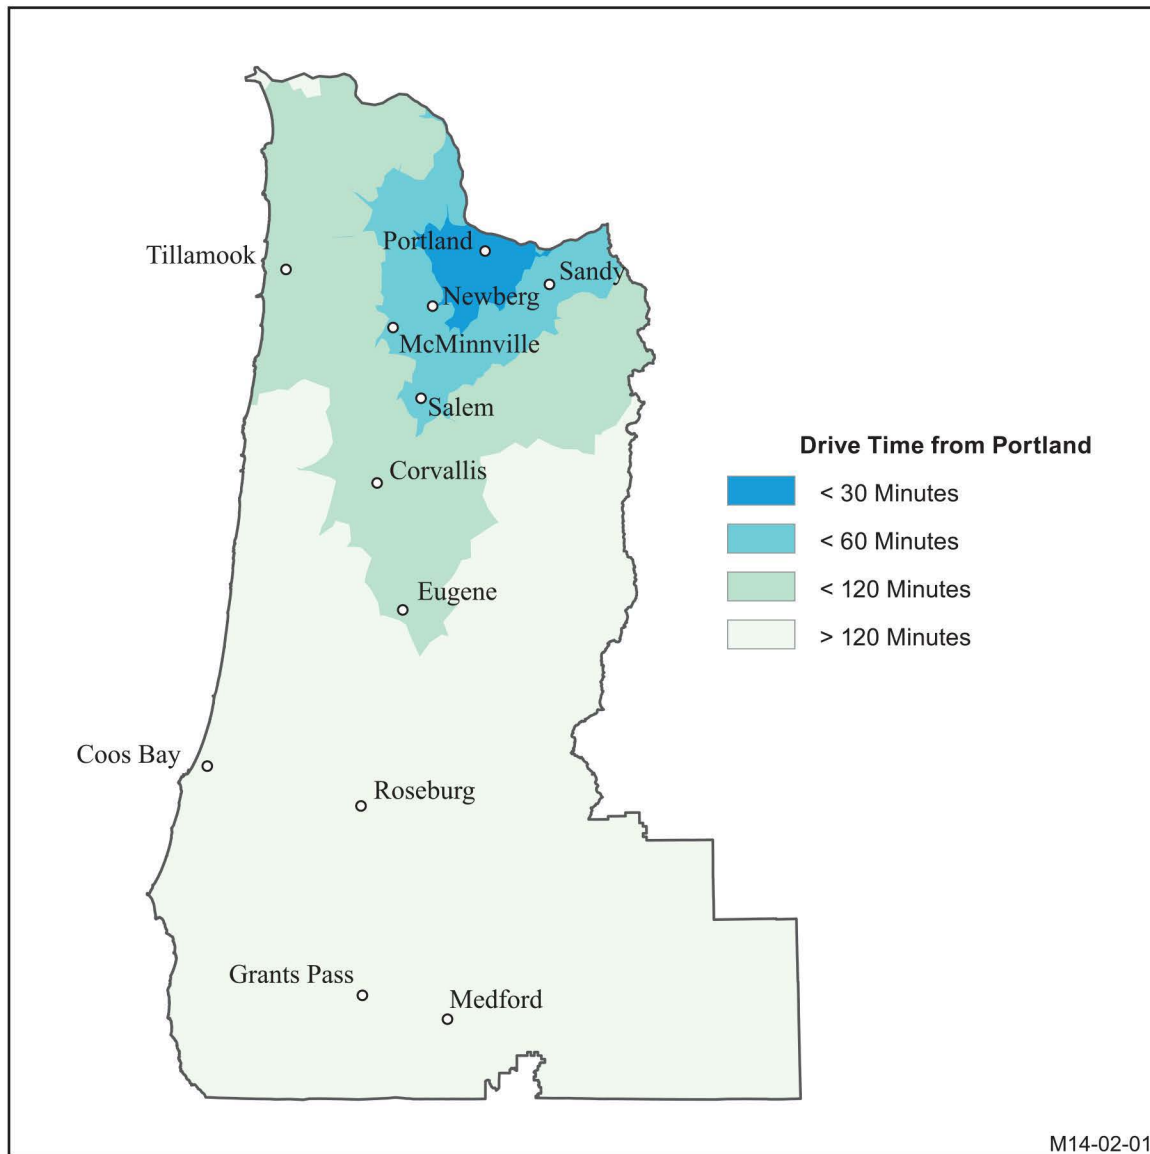 Portland
Tillamook
Sandy
Newberg
McMinnville
Salem
Drive Time from Portland
Corvallis
< 30 Minutes
< 60 Minutes
Eugene
< 120 Minutes
> 120 Minutes
Coos Bay
Roseburg
Grants Pass
Medford
M14-02-01